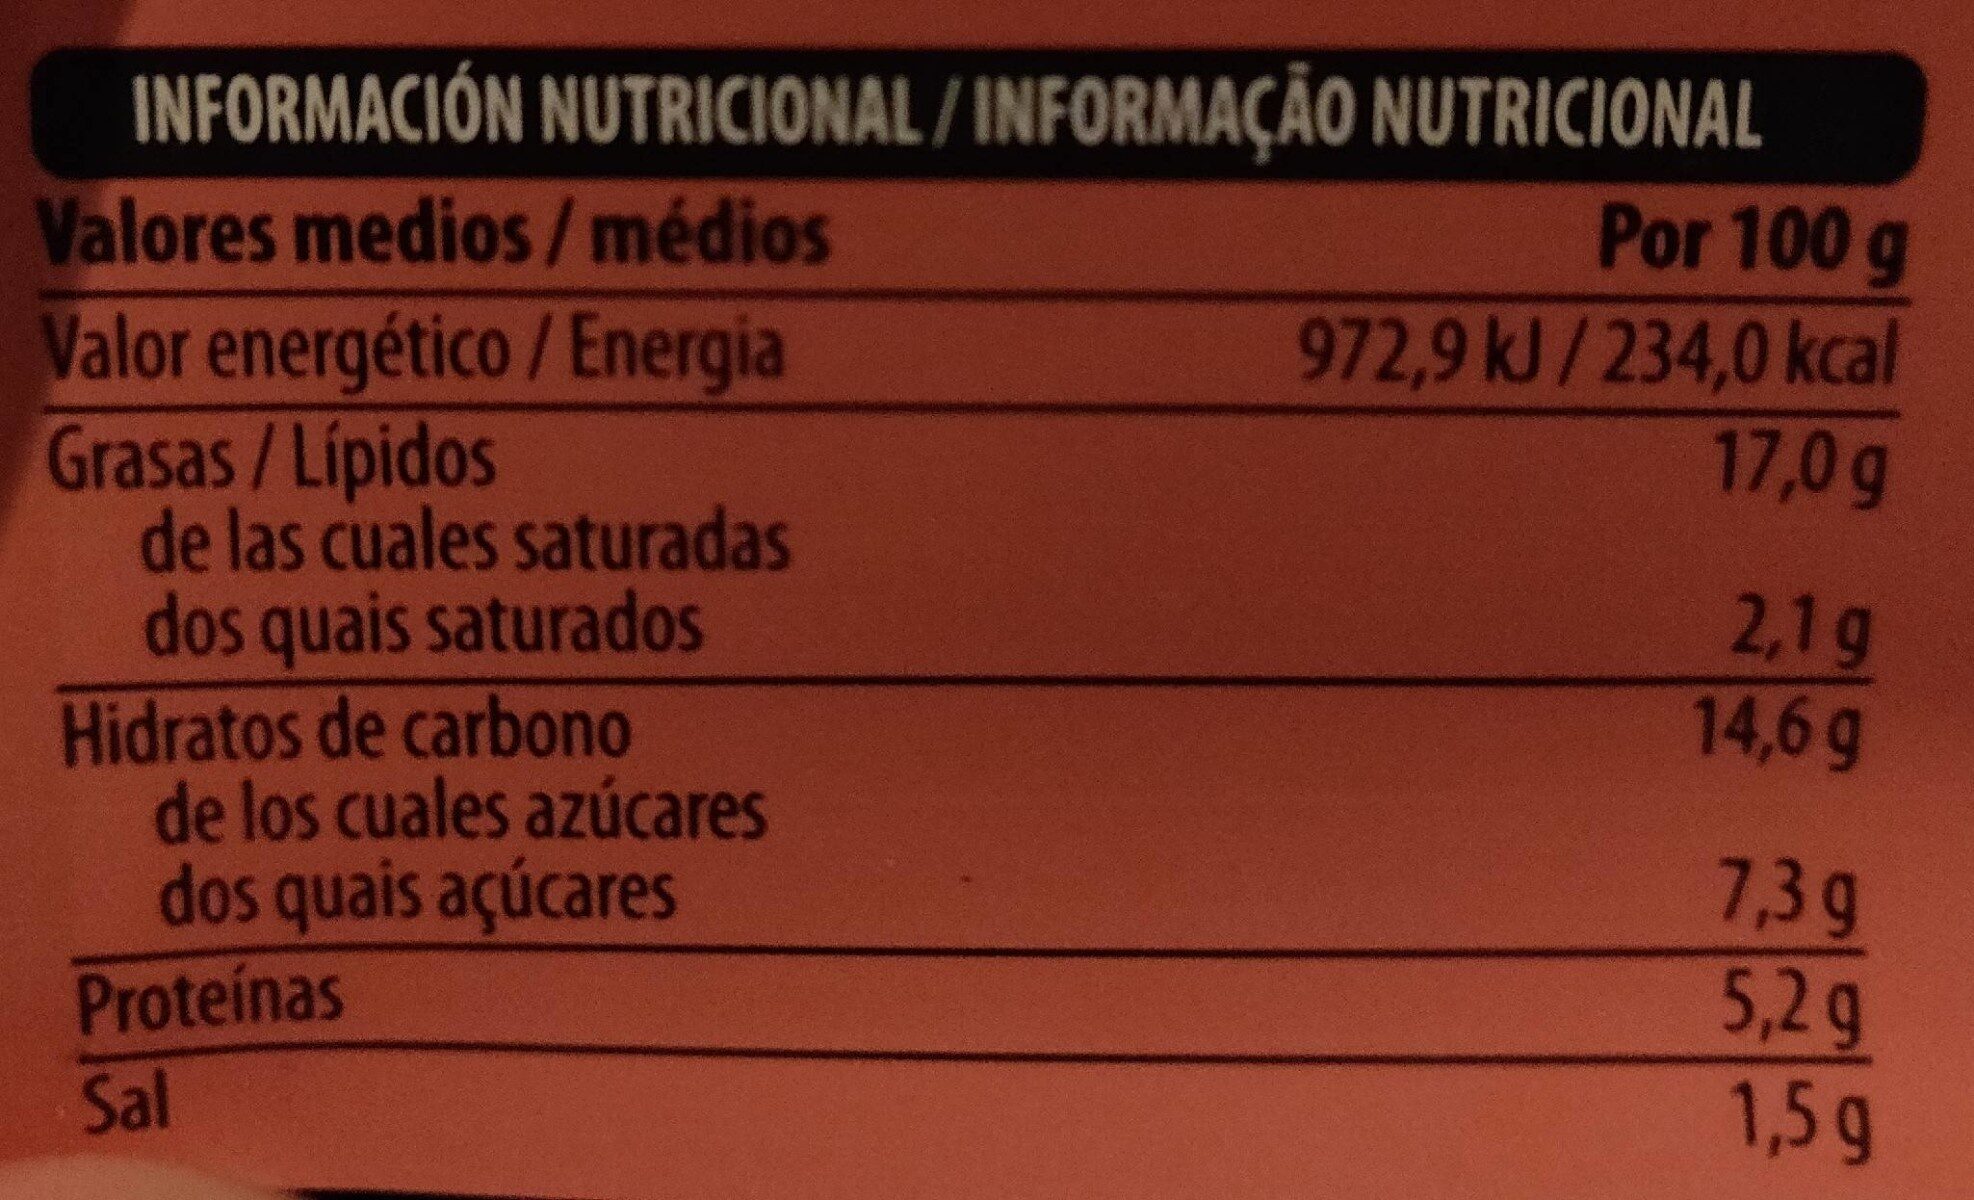 INFORMACIÓN NUTRICIONAL / INFORMAÇÃO NUTRICIONAL
Valores medios / médios Por 100 g
Valor energético / Energia 972,9 kJ / 234,0 kcal
Grasas / Lípidos 17,0 g
de las cuales saturadas
dos quais saturados 2,1 g
Hidratos de carbono 14,6 g
de los cuales azúcares
dos quais açúcares 7,3 g
Proteínas 5,2 g
Sal 1,5 g